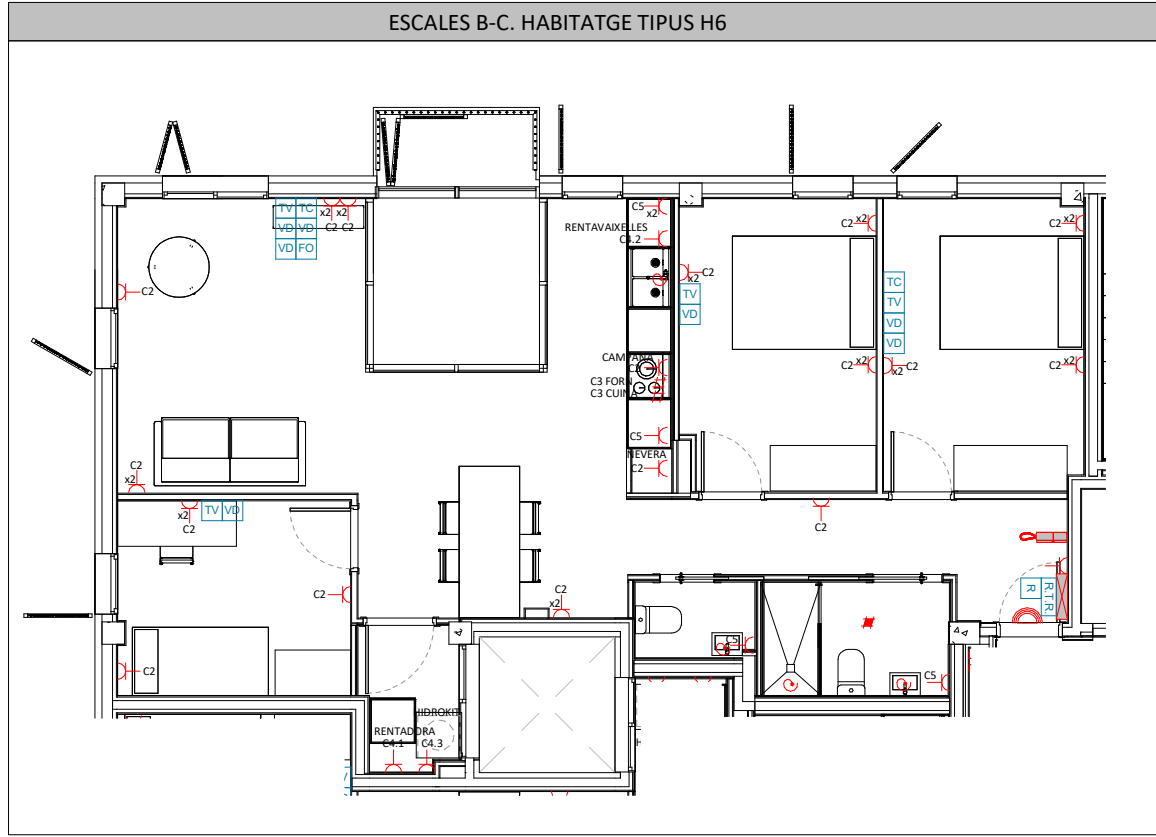 ESCALES B-C. HABITATGE TIPUS H6
TV TC
VD VD
VD FO
x2 x2
C2 C2
C5
x2
RENTAVAIXELLES
C4.2
C2
x2
TV
VD
C2 x2
C2 x2
TC
TV
VD
VD
C2
CAMPANA
C2
C3 FORN
C3 CUINA
C2 x2
C2
x2
C2 x2
C5
NEVERA
C2
C2
x2
x2
C2
TV VD
C2
C2
C2
x2
R
R.T.R.
C2
C5
C5
HIDROKIT
RENTADORA
C4.1 C4.3